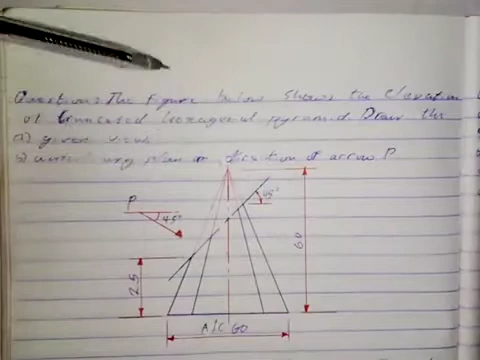 Question: The Figure below shows the Elevation
of truncated hexagonal pyramid Draw the
a) given view
b) auxiliary plan in direction of arrow P
P
45°
45°
60
25
A/C 60